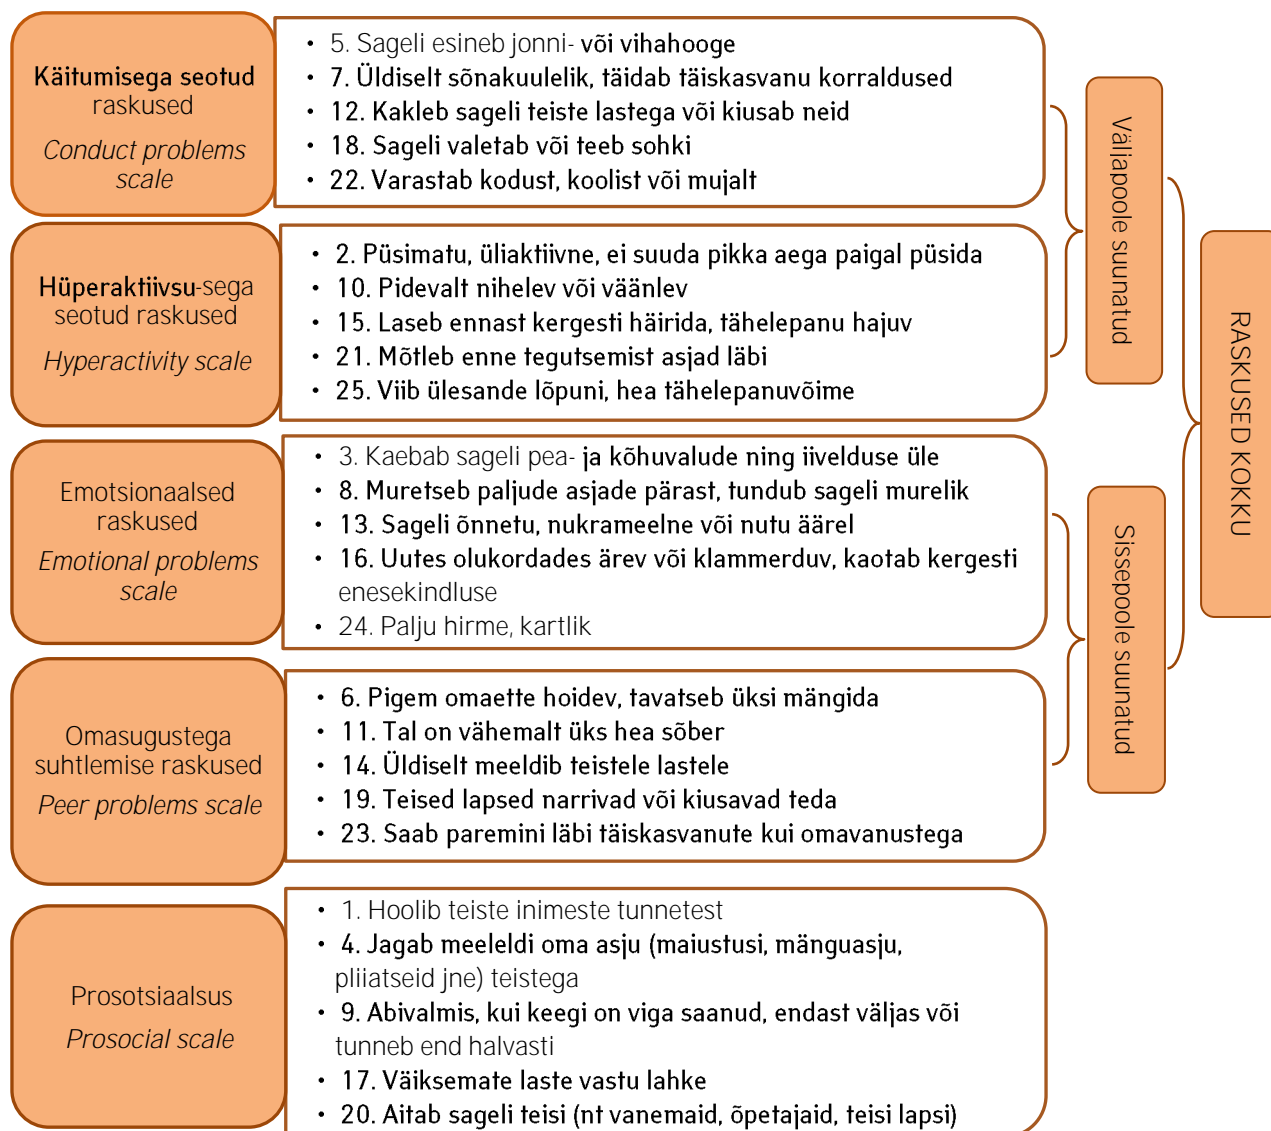 Käitumisega seotud
raskused
Conduct problems
scale
• 5. Sageli esineb jonni- või vihahooge
• 7. Üldiselt sõnakuulelik, täidab täiskasvanu korraldused
• 12. Kakleb sageli teiste lastega või kiusab neid
• 18. Sageli valetab või teeb sohki
• 22. Varastab kodust, koolist või mujalt
Hüperaktiivsu-sega
seotud raskused
Hyperactivity scale
• 2. Püsimatu, üliaktiivne, ei suuda pikka aega paigal püsida
• 10. Pidevalt nihelev või väänlev
• 15. Laseb ennast kergesti häirida, tähelepanu hajuv
• 21. Mõtleb enne tegutsemist asjad läbi
• 25. Viib ülesande lõpuni, hea tähelepanuvõime
Väljapoole suunatud
Emotsionaalsed
raskused
Emotional problems
scale
• 3. Kaebab sageli pea- ja kõhuvalude ning iivelduse üle
• 8. Muretseb paljude asjade pärast, tundub sageli murelik
• 13. Sageli õnnetu, nukrameelne või nutu äärel
• 16. Uutes olukordades ärev või klammerduv, kaotab kergesti
enesekindluse
• 24. Palju hirme, kartlik
Omasugustega
suhtlemise raskused
Peer problems scale
• 6. Pigem omaette hoidev, tavatseb üksi mängida
• 11. Tal on vähemalt üks hea sõber
• 14. Üldiselt meeldib teistele lastele
• 19. Teised lapsed narrivad või kiusavad teda
• 23. Saab paremini läbi täiskasvanute kui omavanustega
Sissepoole suunatud
RASKUSED KOKKU
Prosotsiaalsus
Prosocial scale
• 1. Hoolib teiste inimeste tunnetest
• 4. Jagab meeleldi oma asju (maiustusi, mänguasju,
pliiatseid jne) teistega
• 9. Abivalmis, kui keegi on viga saanud, endast väljas või
tunneb end halvasti
• 17. Väiksemate laste vastu lahke
• 20. Aitab sageli teisi (nt vanemaid, õpetajaid, teisi lapsi)